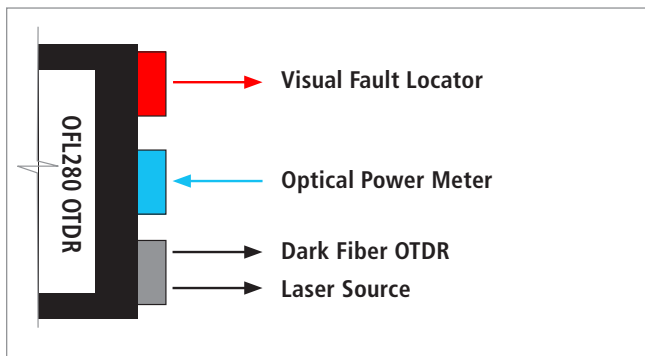 OFL280 OTDR
Visual Fault Locator
Optical Power Meter
Dark Fiber OTDR
Laser Source